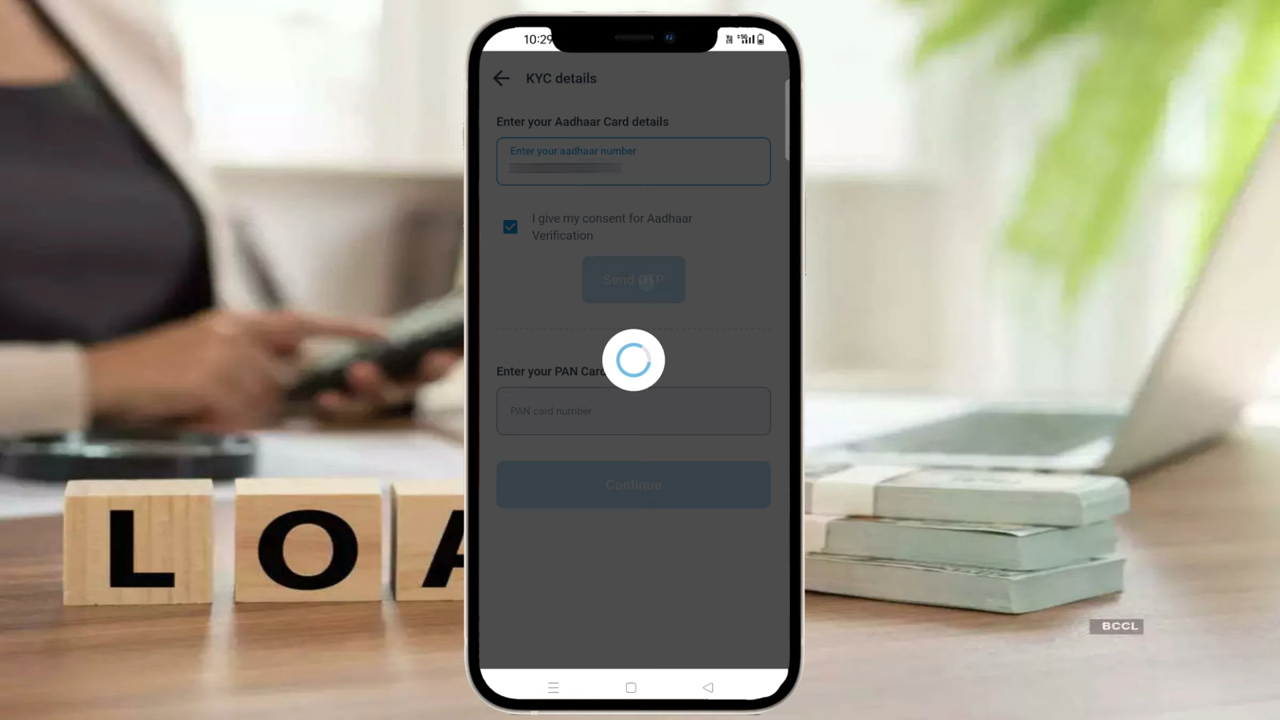 10:29
KYC details
Enter your Aadhaar Card details
Enter your aadhaar number
I give my consent for Aadhaar
Verification
Send OTP
Enter your PAN Card
PAN card number
Continue
L O A
BCCL